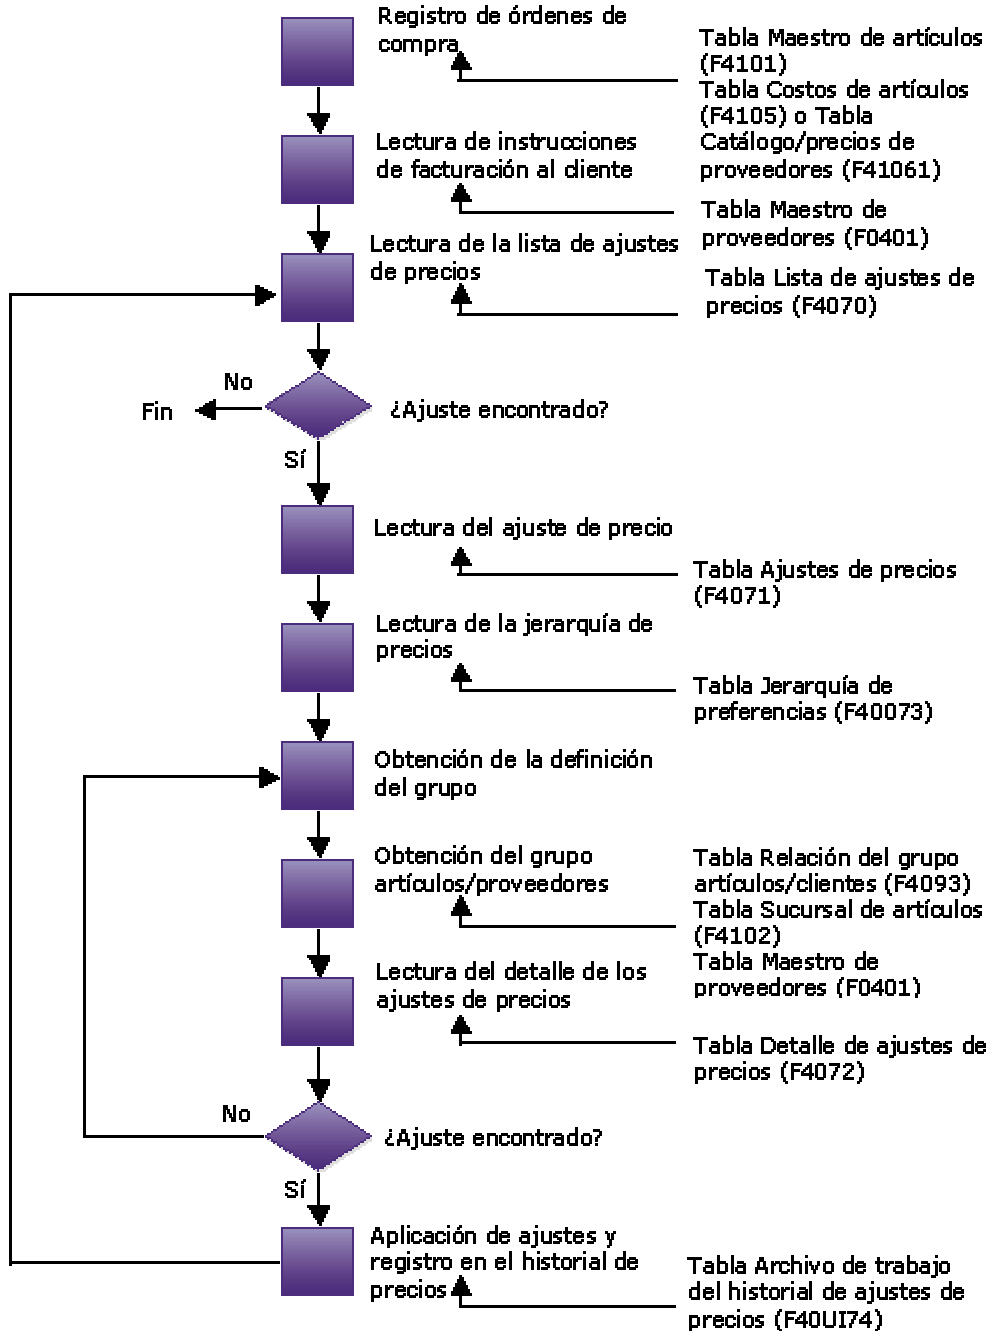 Registro de órdenes de
compra
Tabla Maestro de artículos
(F4101)
Tabla Costos de artículos
(F4105) o Tabla
Catálogo/precios de
proveedores (F41061)
Lectura de instrucciones
de facturación al cliente
Tabla Maestro de
proveedores (F0401)
Lectura de la lista de ajustes
de precios
Tabla Lista de ajustes de
precios (F4070)
No
Fin
¿Ajuste encontrado?
Sí
Lectura del ajuste de precio
Tabla Ajustes de precios
(F4071)
Lectura de la jerarquía de
precios
Tabla Jerarquía de
preferencias (F40073)
Obtención de la definición
del grupo
Obtención del grupo
artículos/proveedores
Tabla Relación del grupo
artículos/clientes (F4093)
Tabla Sucursal de artículos
(F4102)
Tabla Maestro de
proveedores (F0401)
Lectura del detalle de los
ajustes de precios
Tabla Detalle de ajustes de
precios (F4072)
No
¿Ajuste encontrado?
Sí
Aplicación de ajustes y
registro en el historial de
precios
Tabla Archivo de trabajo
del historial de ajustes de
precios (F40UI74)